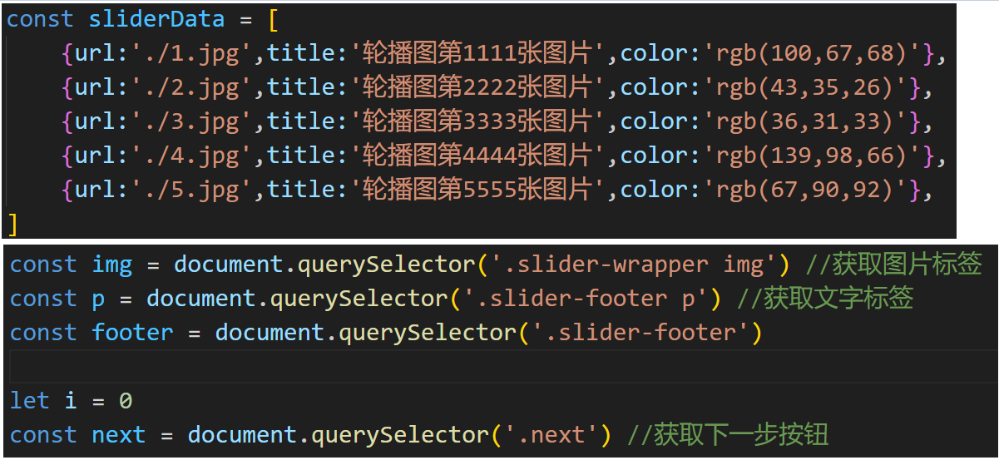 const sliderData = [
    {url:'./1.jpg',title:'轮播图第1111张图片',color:'rgb(100,67,68)'},
    {url:'./2.jpg',title:'轮播图第2222张图片',color:'rgb(43,35,26)'},
    {url:'./3.jpg',title:'轮播图第3333张图片',color:'rgb(36,31,33)'},
    {url:'./4.jpg',title:'轮播图第4444张图片',color:'rgb(139,98,66)'},
    {url:'./5.jpg',title:'轮播图第5555张图片',color:'rgb(67,90,92)'},
]
const img = document.querySelector('.slider-wrapper img') //获取图片标签
const p = document.querySelector('.slider-footer p') //获取文字标签
const footer = document.querySelector('.slider-footer')
let i = 0
const next = document.querySelector('.next') //获取下一步按钮